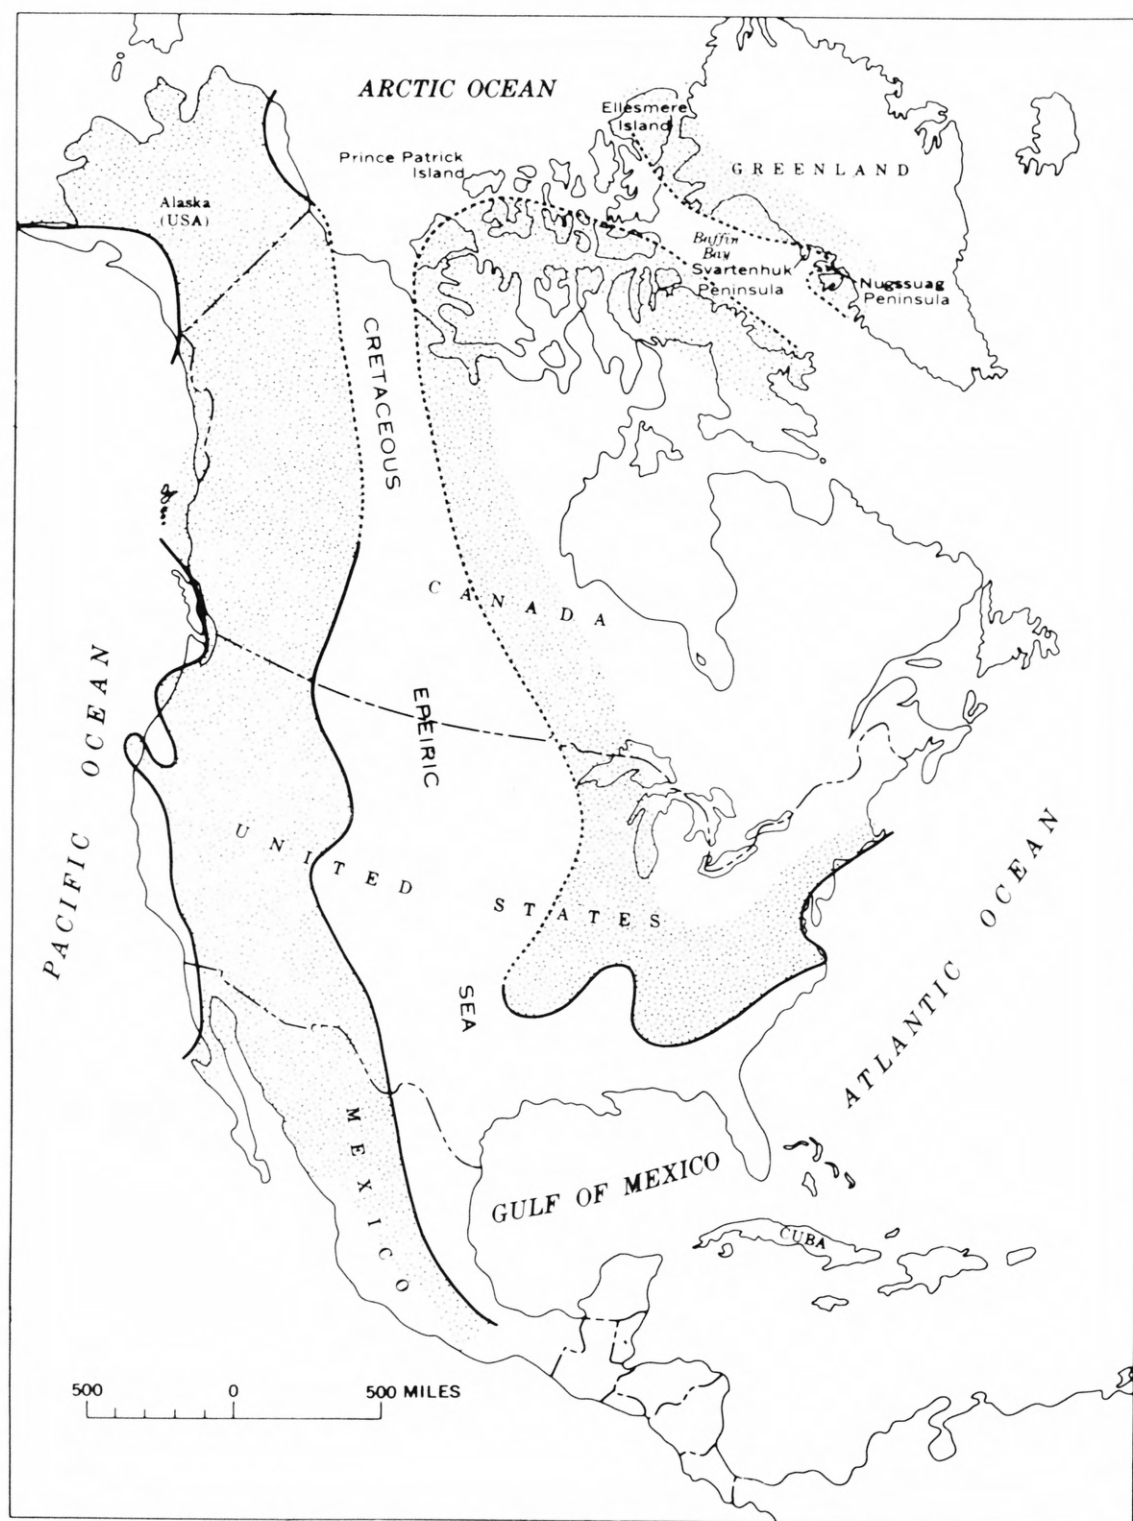 ARCTIC OCEAN
Ellesmere
Island
Prince Patrick
Island
GREENLAND
Alaska
(USA)
Baffin
Bay
Svartenhuk
Peninsula
Nugssuag
Peninsula
CRETACEOUS
CANADA
EPEIRIC
PACIFIC OCEAN
UNITED STATES
SEA
ATLANTIC OCEAN
MEXICO
GULF OF MEXICO
CUBA
500 0 500 MILES